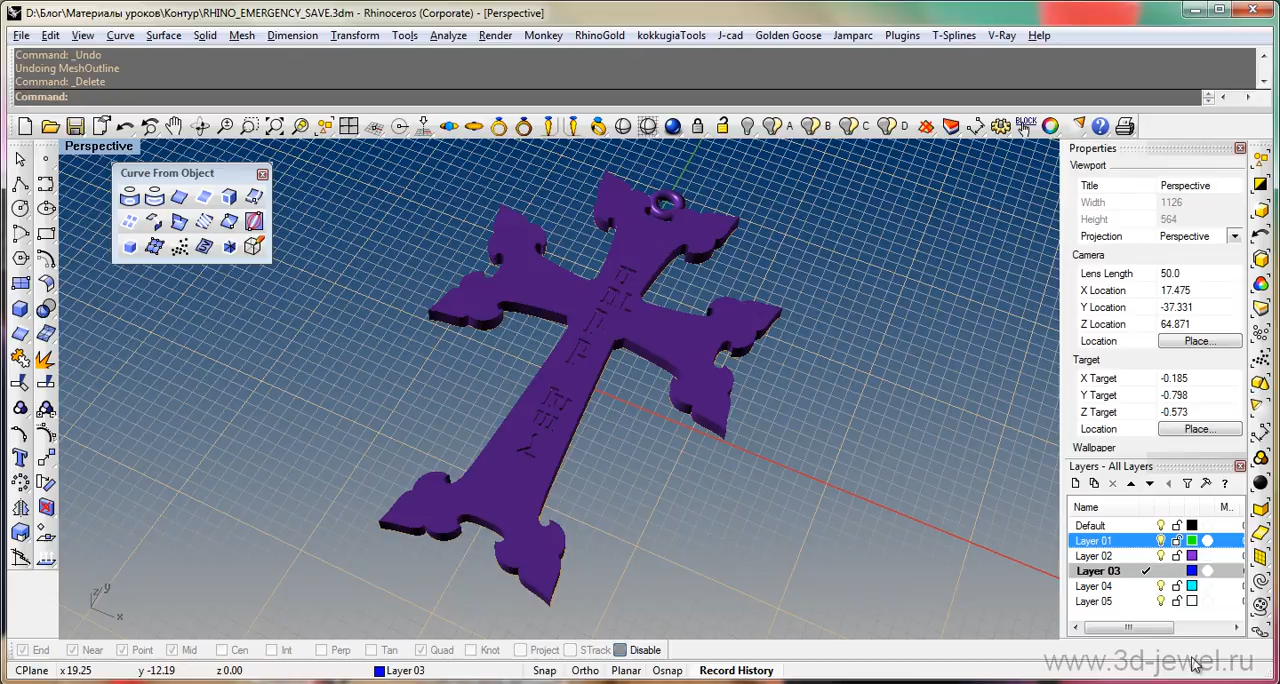 D:\Блог\Материалы уроков\Контур\RHINO_EMERGENCY_SAVE.3dm - Rhinoceros (Corporate) - [Perspective]
File Edit View Curve Surface Solid Mesh Dimension Transform Tools Analyze Render Monkey RhinoGold kokkugiaTools J-cad Golden Goose Jamparc Plugins T-Splines V-Ray Help
Command: _Undo
Undoing MeshOutline
Command: _Delete
Command:
A B C D BLOCK
Perspective
Curve From Object
Properties
Viewport
Title Perspective
Width 1126
Height 564
Projection Perspective
Camera
Lens Length 50.0
X Location 17.475
Y Location -37.331
Z Location 64.871
Location Place...
Target
X Target -0.185
Y Target -0.798
Z Target -0.573
Location Place...
Wallpaper
Layers - All Layers
Name M..
Default
Layer 01
Layer 02
Layer 03
Layer 04
Layer 05
z y x
End Near Point Mid Cen Int Perp Tan Quad Knot Project STrack Disable
CPlane x 19.25 y -12.19 z 0.00 Layer 03 Snap Ortho Planar Osnap Record History
www.3d-jewel.ru